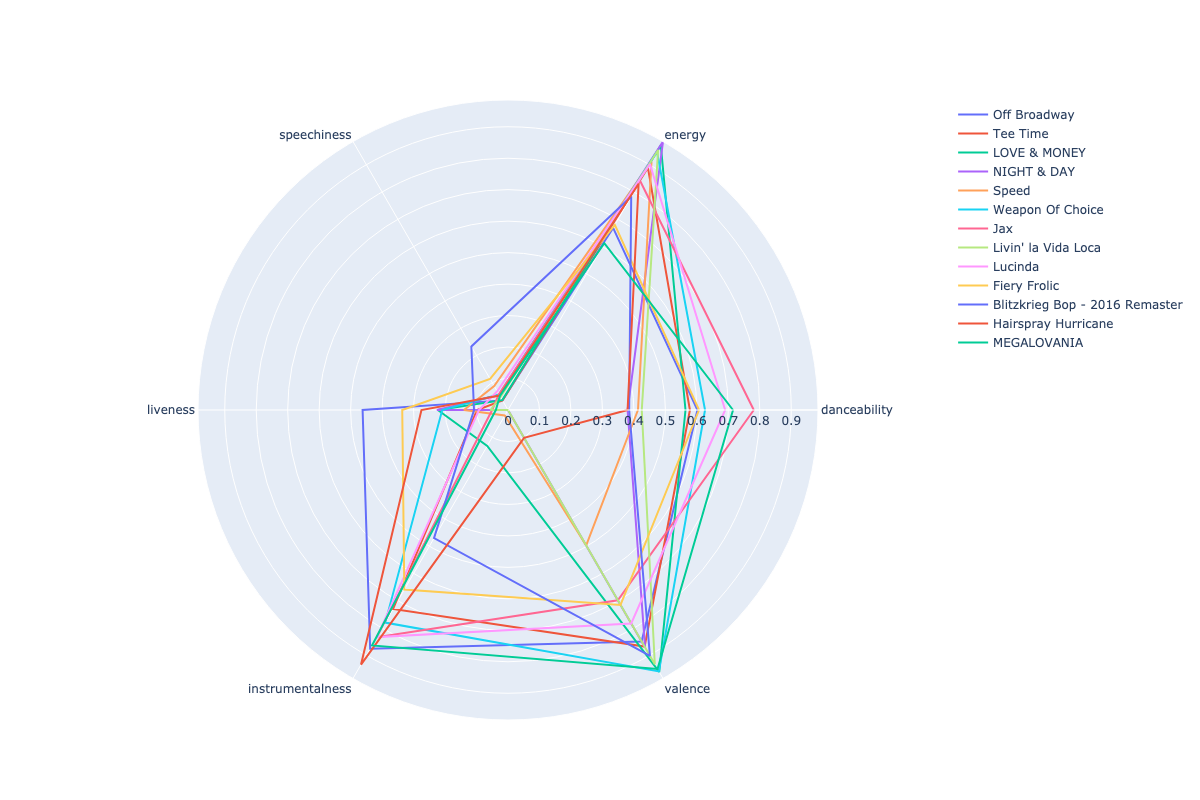 speechiness
energy
liveness
danceability
0 0.1 0.2 0.3 0.4 0.5 0.6 0.7 0.8 0.9
instrumentalness
valence
Off Broadway
Tee Time
LOVE & MONEY
NIGHT & DAY
Speed
Weapon Of Choice
Jax
Livin' la Vida Loca
Lucinda
Fiery Frolic
Blitzkrieg Bop - 2016 Remaster
Hairspray Hurricane
MEGALOVANIA